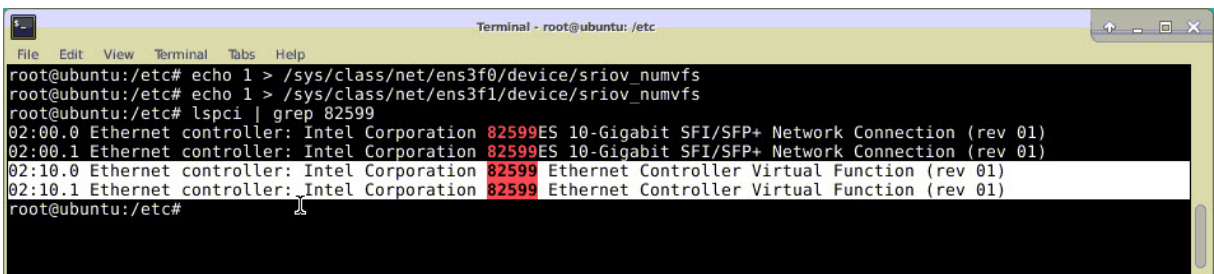 Terminal - root@ubuntu: /etc
File Edit View Terminal Tabs Help
root@ubuntu:/etc# echo 1 > /sys/class/net/ens3f0/device/sriov_numvfs
root@ubuntu:/etc# echo 1 > /sys/class/net/ens3f1/device/sriov_numvfs
root@ubuntu:/etc# lspci | grep 82599
02:00.0 Ethernet controller: Intel Corporation 82599ES 10-Gigabit SFI/SFP+ Network Connection (rev 01)
02:00.1 Ethernet controller: Intel Corporation 82599ES 10-Gigabit SFI/SFP+ Network Connection (rev 01)
02:10.0 Ethernet controller: Intel Corporation 82599 Ethernet Controller Virtual Function (rev 01)
02:10.1 Ethernet controller: Intel Corporation 82599 Ethernet Controller Virtual Function (rev 01)
root@ubuntu:/etc#